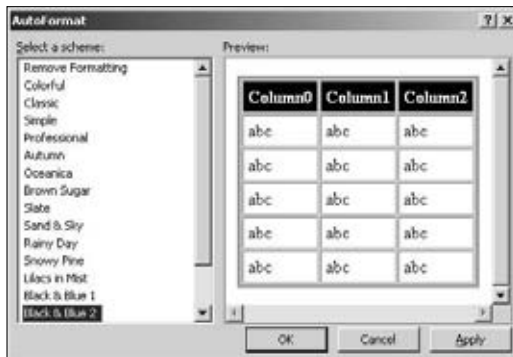 AutoFormat
Select a scheme:
Remove Formatting
Colorful
Classic
Simple
Professional
Autumn
Oceanica
Brown Sugar
Slate
Sand & Sky
Rainy Day
Snowy Pine
Lilacs in Mist
Black & Blue 1
Black & Blue 2
Preview:
Column0 Column1 Column2
abc abc abc
abc abc abc
abc abc abc
abc abc abc
abc abc abc
OK Cancel Apply